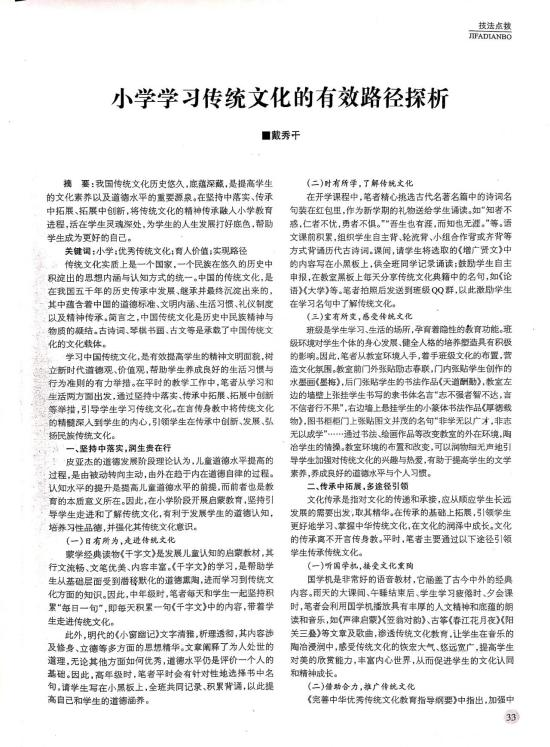 技法点拨
JIFADIANBO
小学学习传统文化的有效路径探析
■戴秀干
摘　要：我国传统文化历史悠久，底蕴深藏，是提高学生
的文化素养以及道德水平的重要源泉。在坚持中落实、传承
中拓展、拓展中创新，将传统文化的精神传承融入小学教育
进程，活在学生灵魂深处，为学生的人生发展打好底色，帮助
学生成为更好的自己。
关键词：小学；优秀传统文化；育人价值；实现路径
传统文化实质上是一个国家，一个民族在悠久的历史中
积淀出的思想内涵与认知方式的统一。中国的传统文化，是
在我国五千年的历史传承中发展、继承并最终沉淀出来的，
其中蕴含着中国的道德标准、文明内涵、生活习惯、礼仪制度
以及精神传承。简言之，中国传统文化是历史中民族精神与
物质的凝结。古诗词、琴棋书画、古文等是承载了中国传统文
化的文化载体。
学习中国传统文化，是有效提高学生的精神文明面貌，树
立新时代道德观、价值观，帮助学生养成良好的生活习惯与
行为准则的有力举措。在平时的教学工作中，笔者从学习和
生活两方面出发，通过坚持中落实、传承中拓展、拓展中创新
等举措，引导学生学习传统文化。在言传身教中将传统文化
的精髓深入到学生的内心，引领学生在传承中创新、发展、弘
扬民族传统文化。
一、坚持中落实，润生贵在行
皮亚杰的道德发展阶段理论认为，儿童道德水平提高的
过程，是由被动转向主动，由外在趋于内在道德自律的过程。
认知水平的提升是提高儿童道德水平的前提，而前者也是教
育的本质意义所在。因此，在小学阶段开展启蒙教育，坚持引
导学生走进和了解传统文化，有利于发展学生的道德认知，
培养习性品德，并强化其传统文化意识。
（一）日有所为，走进传统文化
蒙学经典读物《千字文》是发展儿童认知的启蒙教材，其
行文流畅、文笔优美、内容丰富。《千字文》的学习，是帮助学
生从基础层面受到潜移默化的道德熏陶，进而学习到传统文
化方面的知识。因此，中年级时，笔者每天和学生一起坚持积
累“每日一句”，即每天积累一句《千字文》中的内容，带着学
生走进传统文化。
此外，明代的《小窗幽记》文字清雅，析理透彻，其内容涉
及修身、立德等多方面的思想精华。文章阐释了为人处世的
道理，无论其他方面如何优秀，道德水平仍是评价一个人的
基础。因此，高年级时，笔者平时会有针对性地选择书中名
句，请学生写在小黑板上，全班共同记录、积累背诵，以此提
高自己和学生的道德涵养。
（二）时有所学，了解传统文化
在开学课程中，笔者精心挑选古代名著名篇中的诗词名
句装在红包里，作为新学期的礼物送给学生诵读。如“知者不
惑，仁者不忧，勇者不惧。”“吾生也有涯，而知也无涯。”等。语
文课前积累，组织学生自主背、轮流背、小组合作背或齐背等
方式背诵历代古诗词。课间，请学生将选取的《增广贤文》中
的内容写在小黑板上，供全班同学记录诵读；鼓励学生自主
申报，在教室黑板上每天分享传统文化典籍中的名句，如《论
语》《大学》等。笔者拍照后发送到班级QQ群，以此激励学生
在学习名句中了解传统文化。
（三）室有所变，感受传统文化
班级是学生学习、生活的场所，孕育着隐性的教育功能。班
级环境对学生个体的身心发展、健全人格的培养塑造具有积极
的影响。因此，笔者从教室环境入手，着手班级文化的布置，营
造文化氛围。教室前门外张贴励志春联，门内张贴学生创作的
水墨画《墨梅》，后门张贴学生的书法作品《天道酬勤》，教室左
边的墙壁上张挂学生书写的隶书体名言“志不强者智不达，言
不信者行不果”，右边墙上悬挂学生的小篆体书法作品《厚德载
物》，图书柜柜门上张贴图文并茂的名句“非学无以广才，非志
无以成学”……通过书法、绘画作品等改变教室的外在环境，陶
冶学生的情操。教室环境的布置和改变，可以润物细无声地引
导学生加强对传统文化的兴趣与热爱，有助于提高学生的文学
素养，养成良好的道德水平与个人习惯。
二、传承中拓展，多途径引领
文化传承是指对文化的传递和承接，应从顺应学生长远
发展的需要出发，取其精华。在传承的基础上拓展，引领学生
更好地学习、掌握中华传统文化，在文化的润泽中成长。文化
的传承离不开言传身教。平时，笔者主要通过以下途径引领
学生传承传统文化。
（一）听国学机，接受文化熏陶
国学机是非常好的语音教材，它涵盖了古今中外的经典
内容。雨天的大课间、午睡结束后、学生学习疲倦时、夕会课
时，笔者会利用国学机播放具有丰厚的人文精神和底蕴的朗
读和音乐，如《声律启蒙》《笠翁对韵》、古筝《春江花月夜》《阳
关三叠》等文章及歌曲，渗透传统文化教育，让学生在音乐的
陶冶浸润中，感受传统文化的恢宏大气、悠远宽广，提高学生
对美的欣赏能力，丰富内心世界，从而促进学生的文化认同
和精神成长。
（二）借助合力，推广传统文化
《完善中华优秀传统文化教育指导纲要》中指出，加强中
33